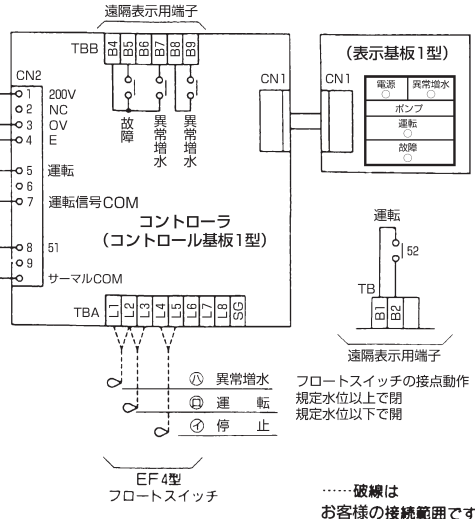 遠隔表示用端子
TBB B4 B5 B6 B7 B8 B9
故障
異常増水
異常増水
CN2
1 200V
2 NC
3 OV
4 E
5 運転
6
7 運転信号COM
8 51
9
サーマルCOM
コントローラ
(コントロール基板1型)
CN1
CN1
(表示基板1型)
電源 異常増水
ポンプ
運転
故障
運転
52
TB B1 B2
遠隔表示用端子
TBA L1 L2 L3 L4 L5 L6 L7 L8 SG
㋩ 異常増水
㋺ 運転
㋑ 停止
フロートスイッチの接点動作
規定水位以上で閉
規定水位以下で開
EF4型
フロートスイッチ
……破線は
お客様の接続範囲です